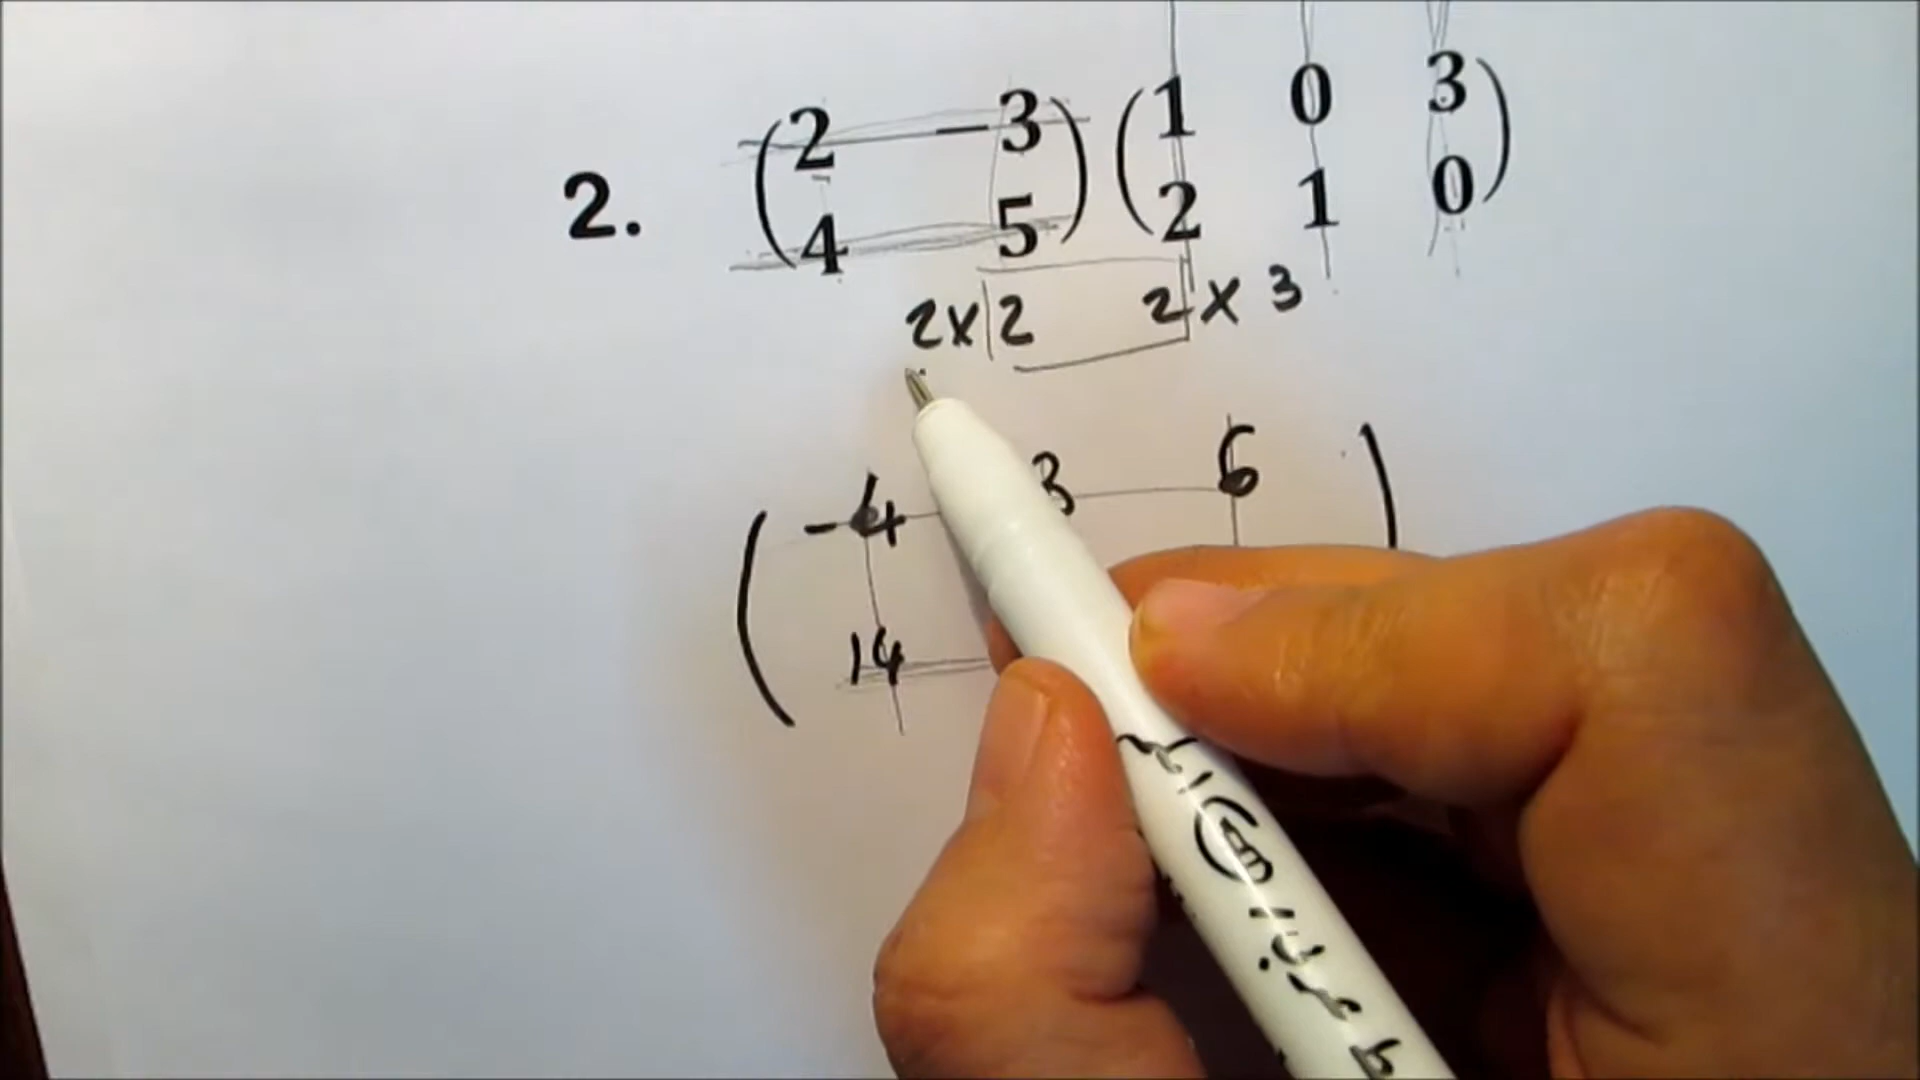 2. (2 −3) (1 0 3)
(4 5) (2 1 0)
2x2 2x3
(-4 3 6)
(14